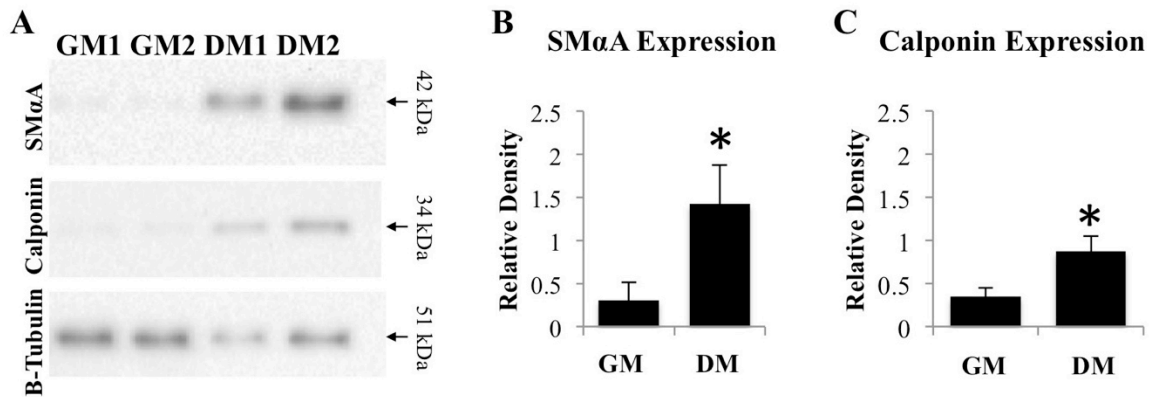 A
GM1 GM2 DM1 DM2
SMαA
42 kDa
Calponin
34 kDa
B-Tubulin
51 kDa
B
SMαA Expression
Relative Density
2.5
2
1.5
1
0.5
0
*
GM DM
C
Calponin Expression
Relative Density
2.5
2
1.5
1
0.5
0
*
GM DM